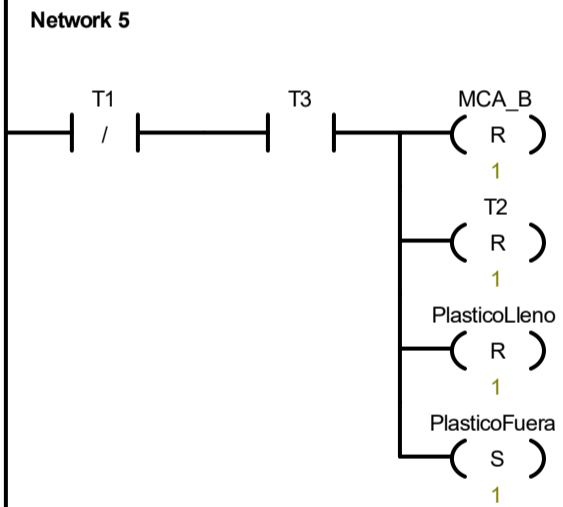 Network 5
T1 T3 MCA_B
/ R
1
T2
R
1
PlasticoLleno
R
1
PlasticoFuera
S
1